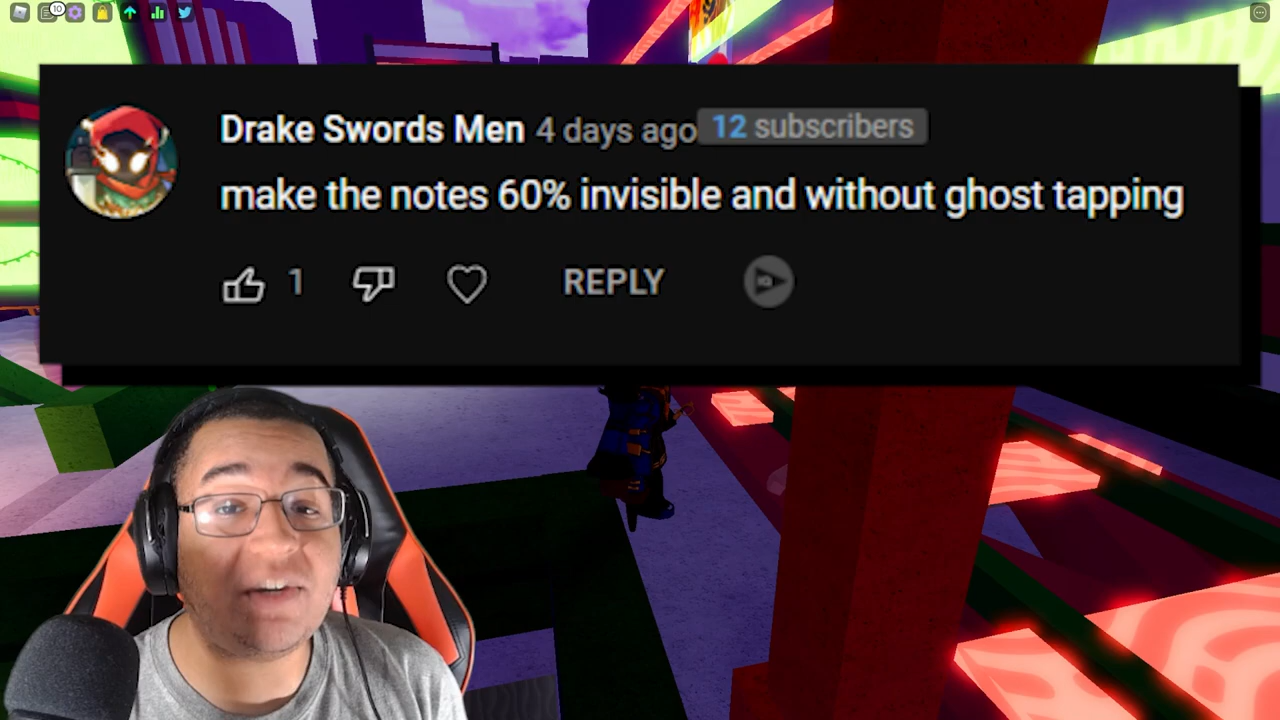 10
Drake Swords Men 4 days ago 12 subscribers
make the notes 60% invisible and without ghost tapping
1 REPLY